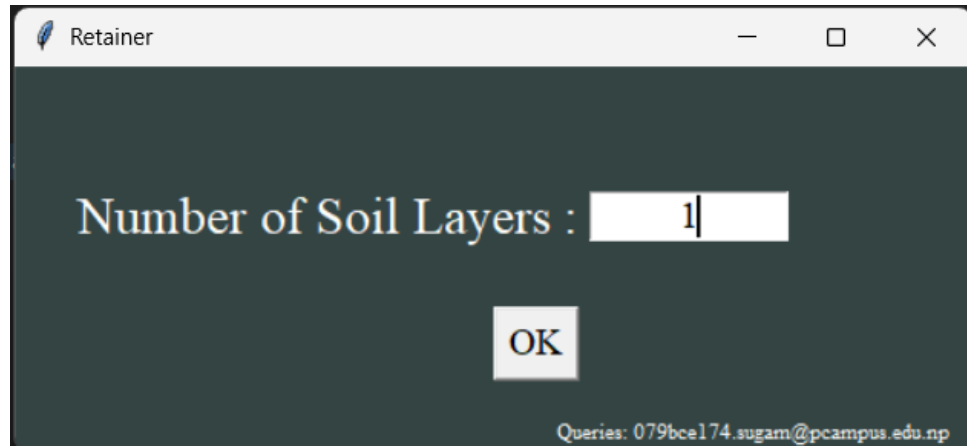 Retainer
Number of Soil Layers : 1
OK
Queries: 079bce174.sugam@pcampus.edu.np